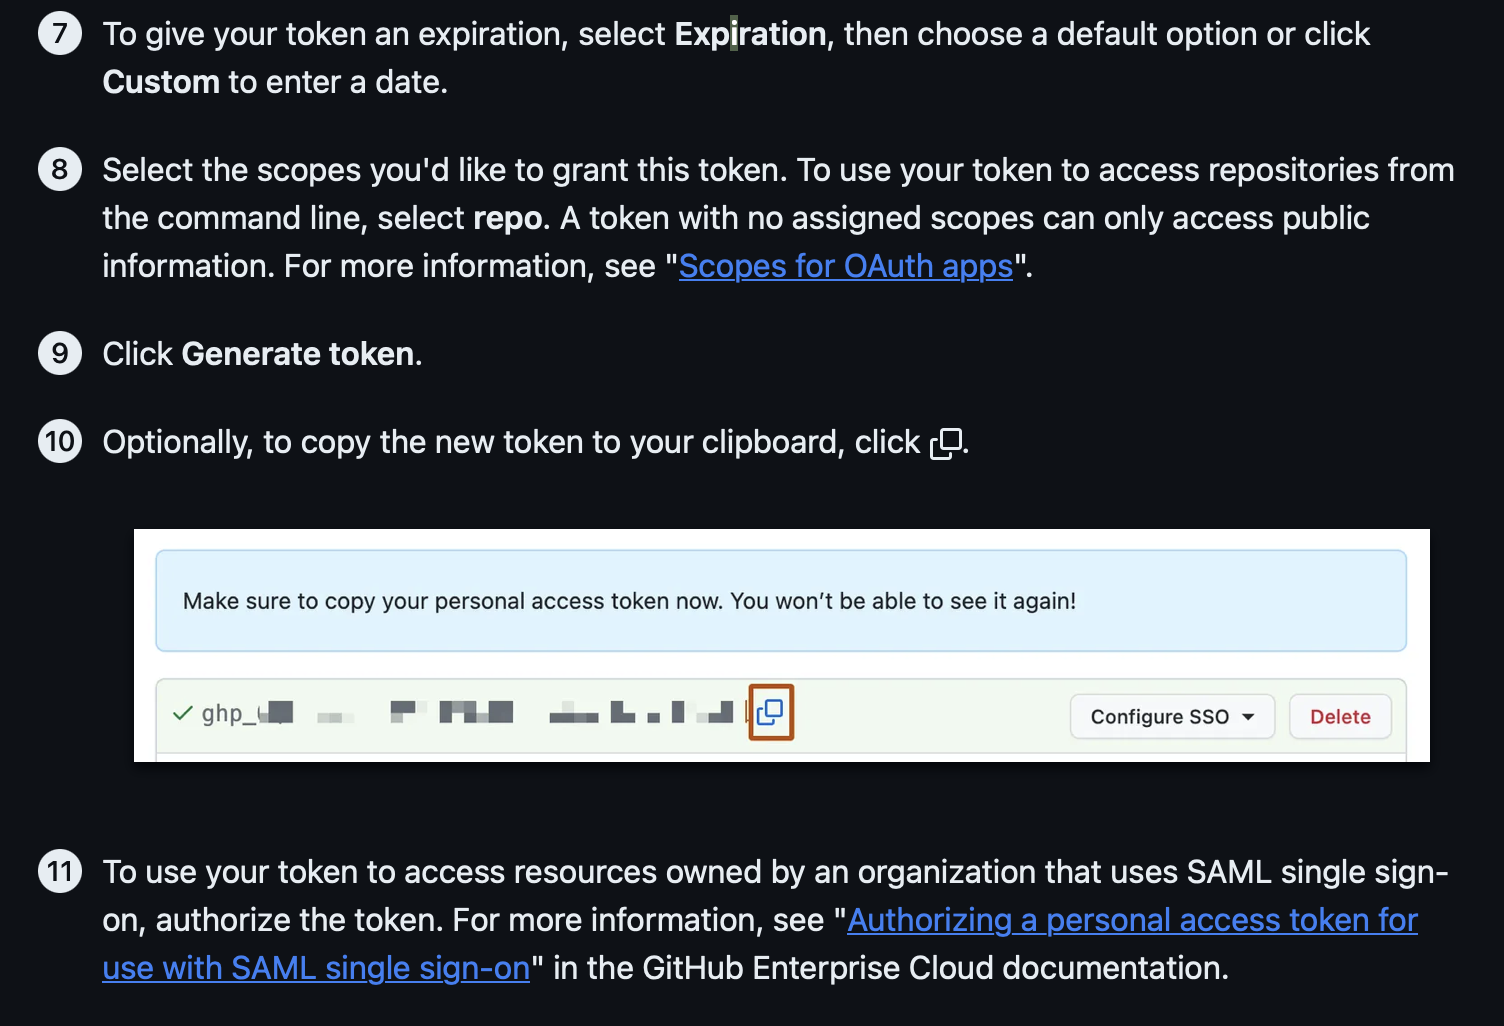 7 To give your token an expiration, select Expiration, then choose a default option or click
Custom to enter a date.
8 Select the scopes you'd like to grant this token. To use your token to access repositories from
the command line, select repo. A token with no assigned scopes can only access public
information. For more information, see "Scopes for OAuth apps".
9 Click Generate token.
10 Optionally, to copy the new token to your clipboard, click .
Make sure to copy your personal access token now. You won’t be able to see it again!
ghp_
Configure SSO
Delete
11 To use your token to access resources owned by an organization that uses SAML single sign-
on, authorize the token. For more information, see "Authorizing a personal access token for
use with SAML single sign-on" in the GitHub Enterprise Cloud documentation.